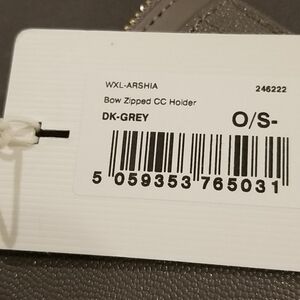 WXL-ARSHIA 246222
Bow Zipped CC Holder
DK-GREY O/S-
5 059353 765031